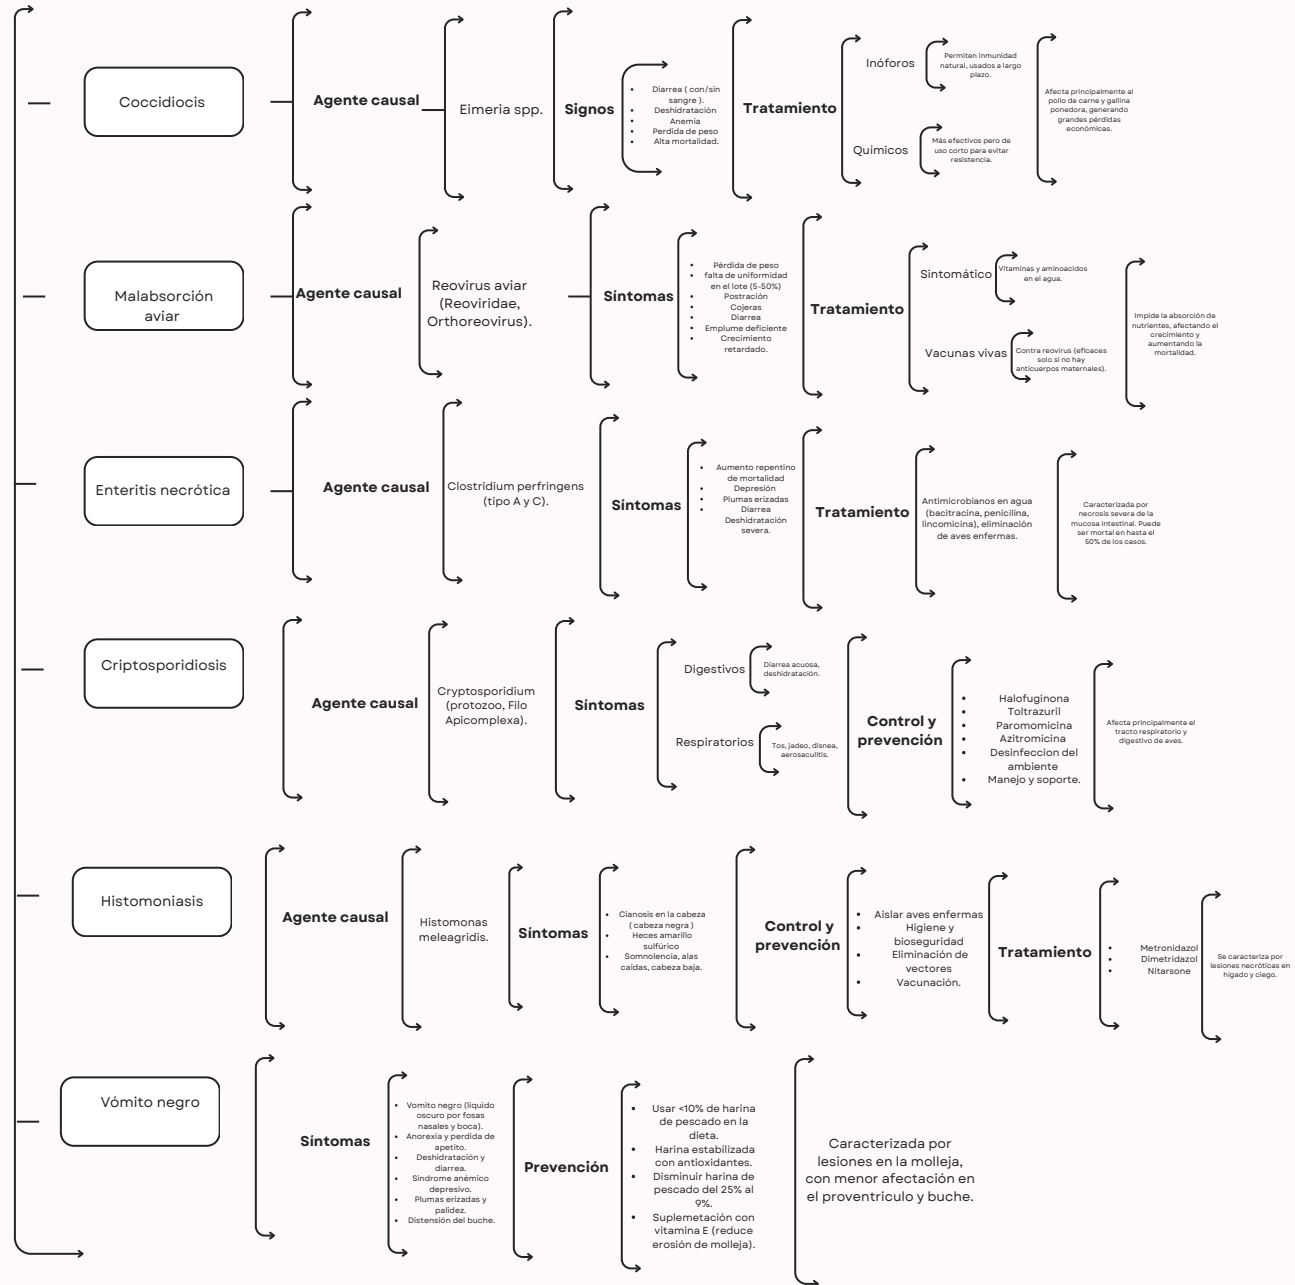 Coccidiocis
Agente causal
Eimeria spp.
Signos
Diarrea ( con/sin
sangre ).
Deshidratación
Anemia
Perdida de peso
Alta mortalidad.
Tratamiento
Inóforos
Permiten inmunidad
natural, usados a largo
plazo.
Quimicos
Más efectivos pero de
uso corto para evitar
resistencia.
Afecta principalmente al
pollo de carne y gallina
ponedora, generando
grandes pérdidas
económicas.
Malabsorción
aviar
Agente causal
Reovirus aviar
(Reoviridae,
Orthoreovirus).
Síntomas
Pérdida de peso
falta de uniformidad
en el lote (5-50%)
Postración
Cojeras
Diarrea
Emplume deficiente
Crecimiento
retardado.
Tratamiento
Sintomático
Vitaminas y aminoacidos
en el agua.
Vacunas vivas
Contra reovirus (eficaces
solo si no hay
anticuerpos maternales).
Impide la absorción de
nutrientes, afectando el
crecimiento y
aumentando la
mortalidad.
Enteritis necrótica
Agente causal
Clostridium perfringens
(tipo A y C).
Síntomas
Aumento repentino
de mortalidad
Depresión
Plumas erizadas
Diarrea
Deshidratación
severa.
Tratamiento
Antimicrobianos en agua
(bacitracina, penicilina,
lincomicina), eliminación
de aves enfermas.
Caracterizada por
necrosis severa de la
mucosa intestinal. Puede
ser mortal en hasta el
50% de los casos.
Criptosporidiosis
Agente causal
Cryptosporidium
(protozoo, Filo
Apicomplexa).
Síntomas
Digestivos
Diarrea acuosa,
deshidratación.
Respiratorios
Tos, jadeo, disnea,
aerosaculitis.
Control y
prevención
Halofuginona
Toltrazuril
Paromomicina
Azitromicina
Desinfeccion del
ambiente
Manejo y soporte.
Afecta principalmente el
tracto respiratorio y
digestivo de aves.
Histomoniasis
Agente causal
Histomonas
meleagridis.
Síntomas
Cianosis en la cabeza
( cabeza negra )
Heces amarillo
sulfúrico
Somnolencia, alas
caídas, cabeza baja.
Control y
prevención
Aislar aves enfermas
Higiene y
bioseguridad
Eliminación de
vectores
Vacunación.
Tratamiento
Metronidazol
Dimetridazol
Nitarsone
Se caracteriza por
lesiones necróticas en
hígado y ciego.
Vómito negro
Síntomas
Vomito negro (liquido
oscuro por fosas
nasales y boca).
Anorexia y perdida de
apetito.
Deshidratación y
diarrea.
Sindrome anémico
depresivo.
Plumas erizadas y
palidez.
Distensión del buche.
Prevención
Usar <10% de harina
de pescado en la
dieta.
Harina estabilizada
con antioxidantes.
Disminuir harina de
pescado del 25% al
9%.
Suplemetación con
vitamina E (reduce
erosión de molleja).
Caracterizada por
lesiones en la molleja,
con menor afectación en
el proventriculo y buche.